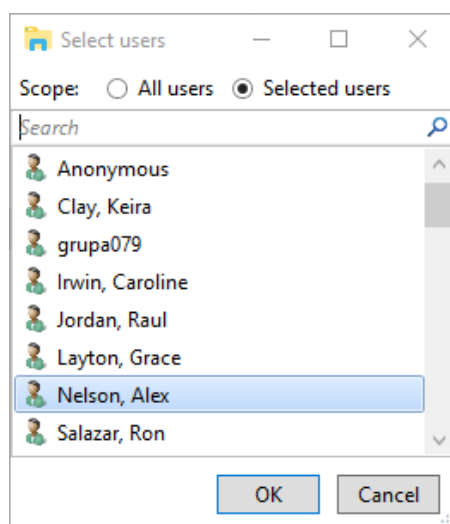 Select users
Scope: All users Selected users
Search
Anonymous
Clay, Keira
grupa079
Irwin, Caroline
Jordan, Raul
Layton, Grace
Nelson, Alex
Salazar, Ron
OK Cancel